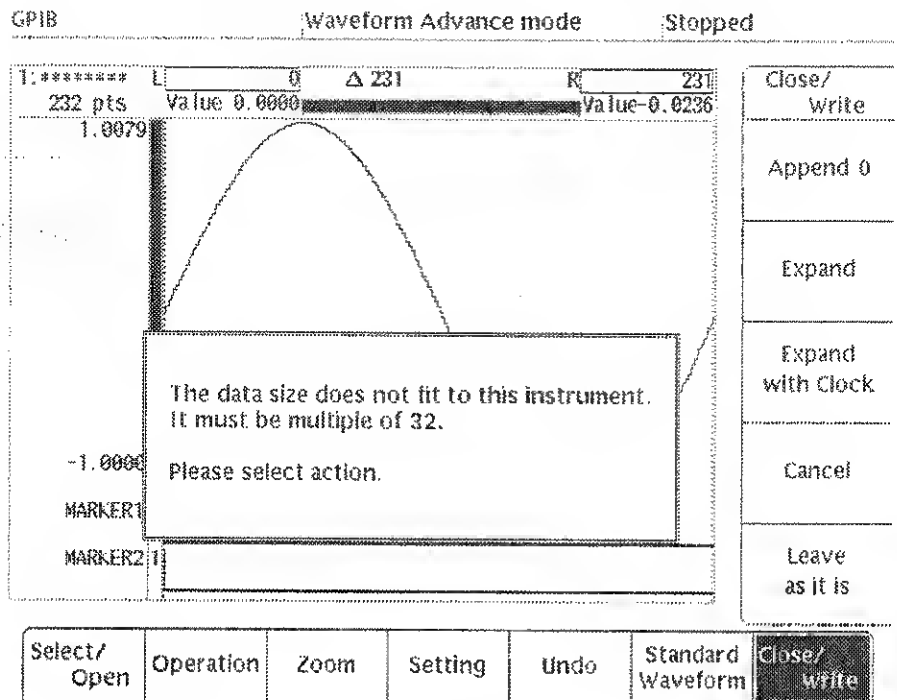 GPIB Waveform Advance mode Stopped
1:******** L 0 Δ 231 R 231
232 pts Value 0.0000 Value-0.0236
1.0079
-1.000
MARKER1
MARKER2 1
The data size does not fit to this instrument.
It must be multiple of 32.
Please select action.
Close/
Write
Append 0
Expand
Expand
with Clock
Cancel
Leave
as it is
Select/
Open
Operation
Zoom
Setting
Undo
Standard
Waveform
Close/
Write